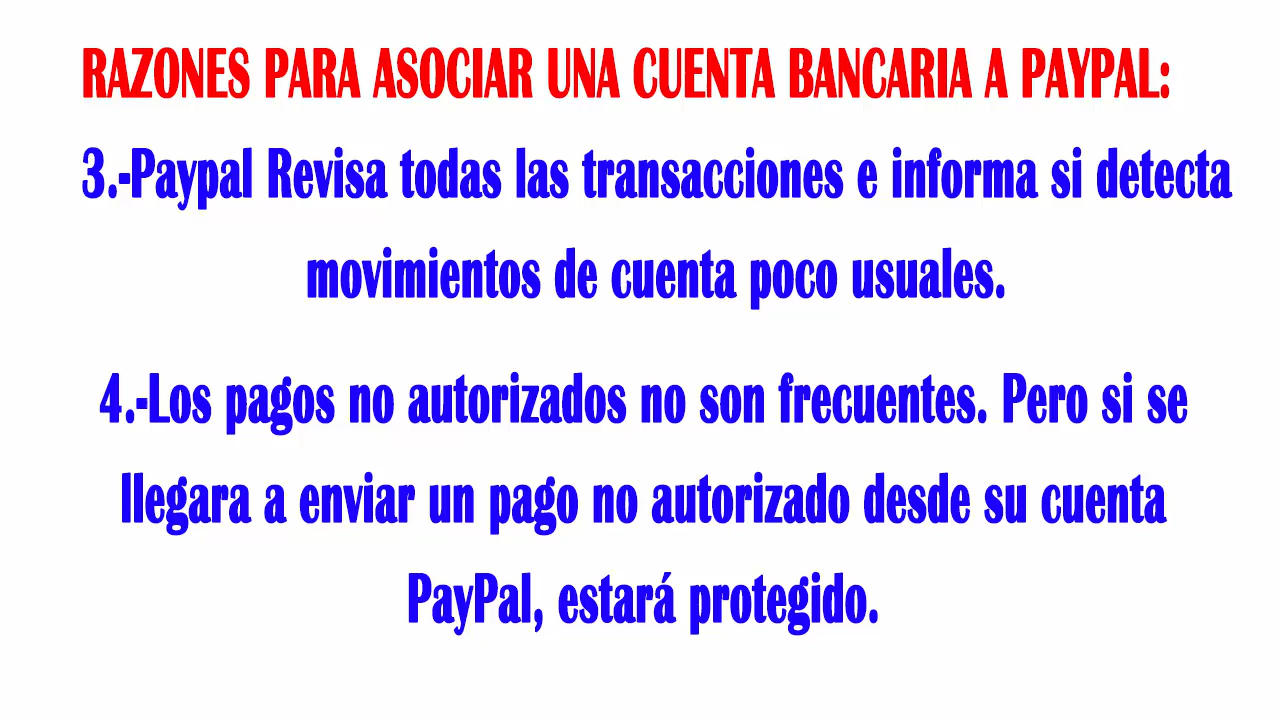 RAZONES PARA ASOCIAR UNA CUENTA BANCARIA A PAYPAL:
3.-Paypal Revisa todas las transacciones e informa si detecta
movimientos de cuenta poco usuales.
4.-Los pagos no autorizados no son frecuentes. Pero si se
llegara a enviar un pago no autorizado desde su cuenta
PayPal, estará protegido.